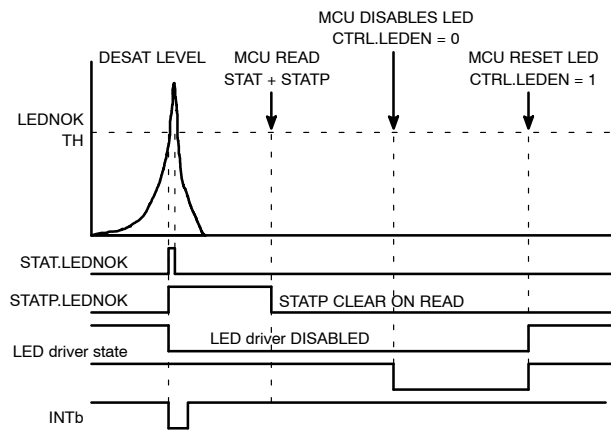 MCU DISABLES LED
CTRL.LEDEN = 0
DESAT LEVEL
MCU READ
STAT + STATP
MCU RESET LED
CTRL.LEDEN = 1
LEDNOK
TH
STAT.LEDNOK
STATP.LEDNOK
STATP CLEAR ON READ
LED driver DISABLED
LED driver state
INTb